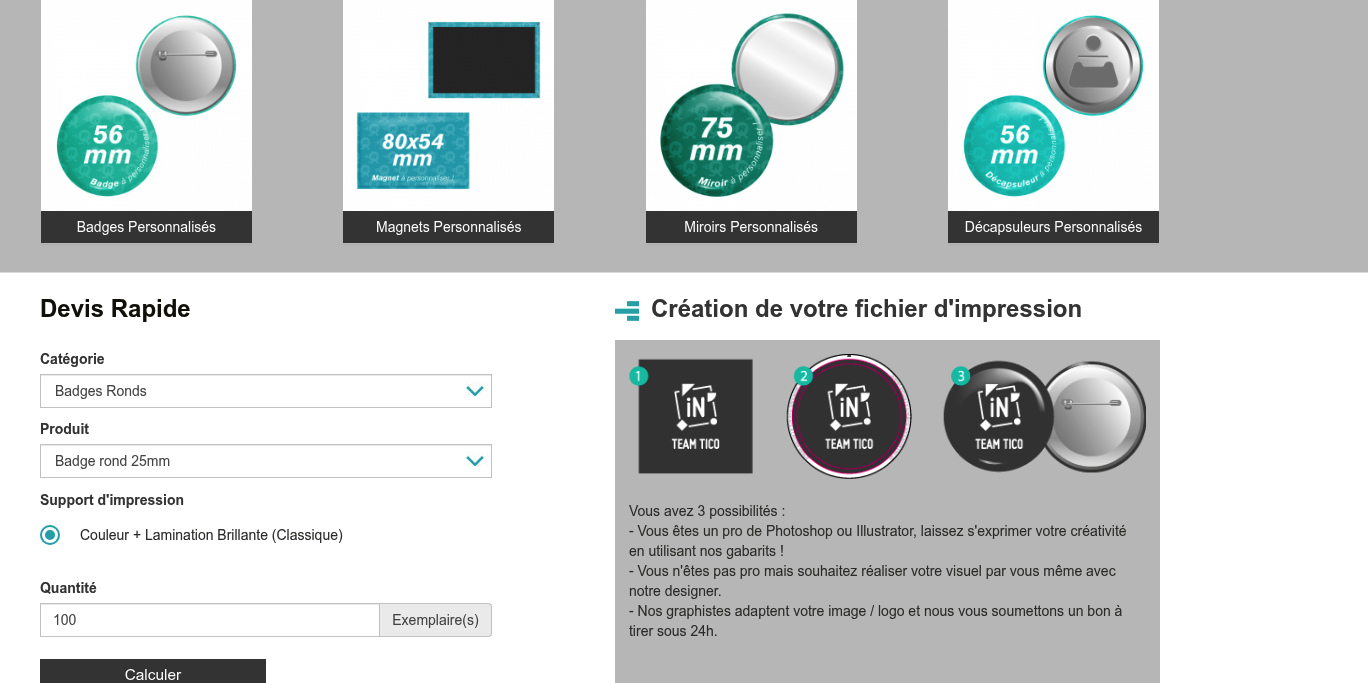 56
mm
Badge à personnaliser !
80x54
mm
Magnet à personnaliser !
75
mm
Miroir à personnaliser !
56
mm
Décapsuleur à personn
Badges Personnalisés
Magnets Personnalisés
Miroirs Personnalisés
Décapsuleurs Personnalisés
Devis Rapide
Catégorie
Badges Ronds
Produit
Badge rond 25mm
Support d'impression
Couleur + Lamination Brillante (Classique)
Quantité
100
Exemplaire(s)
Calculer
Création de votre fichier d'impression
1
iN
TEAM TICO
2
iN
TEAM TICO
3
iN
TEAM TICO
Vous avez 3 possibilités :
- Vous êtes un pro de Photoshop ou Illustrator, laissez s'exprimer votre créativité
en utilisant nos gabarits !
- Vous n'êtes pas pro mais souhaitez réaliser votre visuel par vous même avec
notre designer.
- Nos graphistes adaptent votre image / logo et nous vous soumettons un bon à
tirer sous 24h.